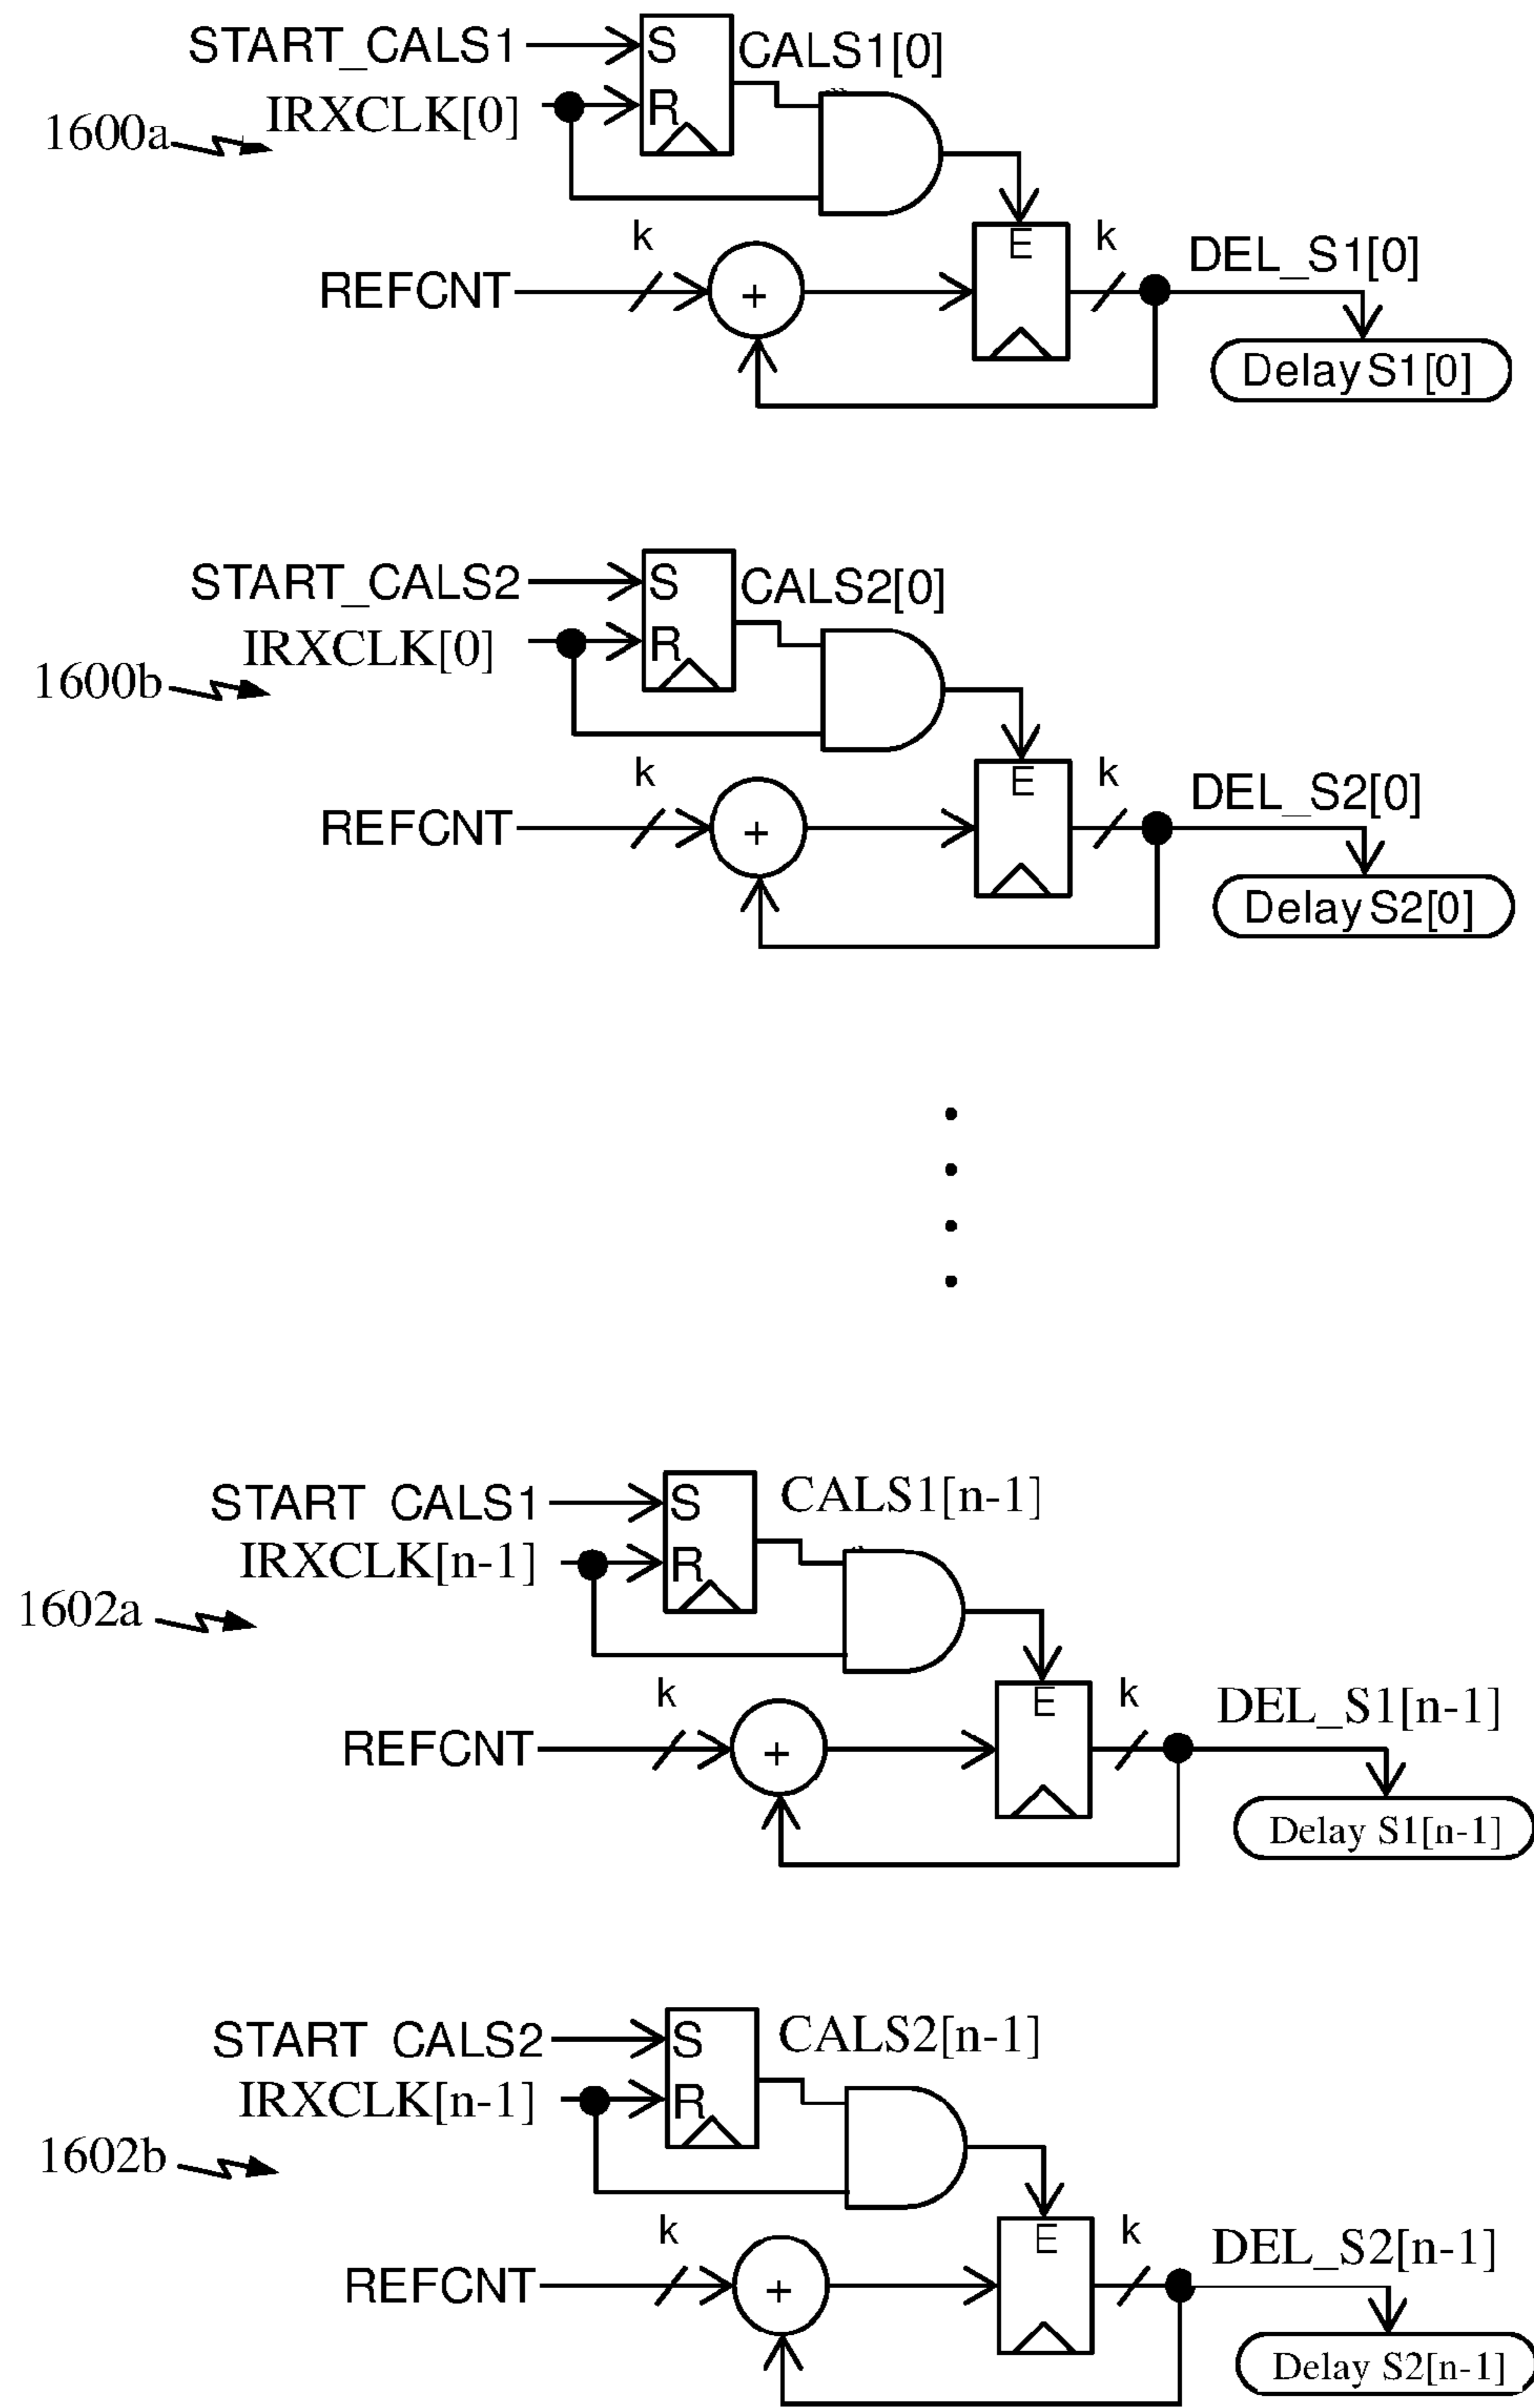 START_CALS1
S
CALS1[0]
IRXCLK[0]
R
1600a
E
k
k
REFCNT
+
DEL_S1[0]
Delay S1[0]
START_CALS2
S
CALS2[0]
IRXCLK[0]
R
1600b
E
k
k
REFCNT
+
DEL_S2[0]
Delay S2[0]
START CALS1
S
CALS1[n-1]
IRXCLK[n-1]
R
1602a
E
k
k
REFCNT
+
DEL_S1[n-1]
Delay S1[n-1]
START CALS2
S
CALS2[n-1]
IRXCLK[n-1]
R
1602b
E
k
k
REFCNT
+
DEL_S2[n-1]
Delay S2[n-1]